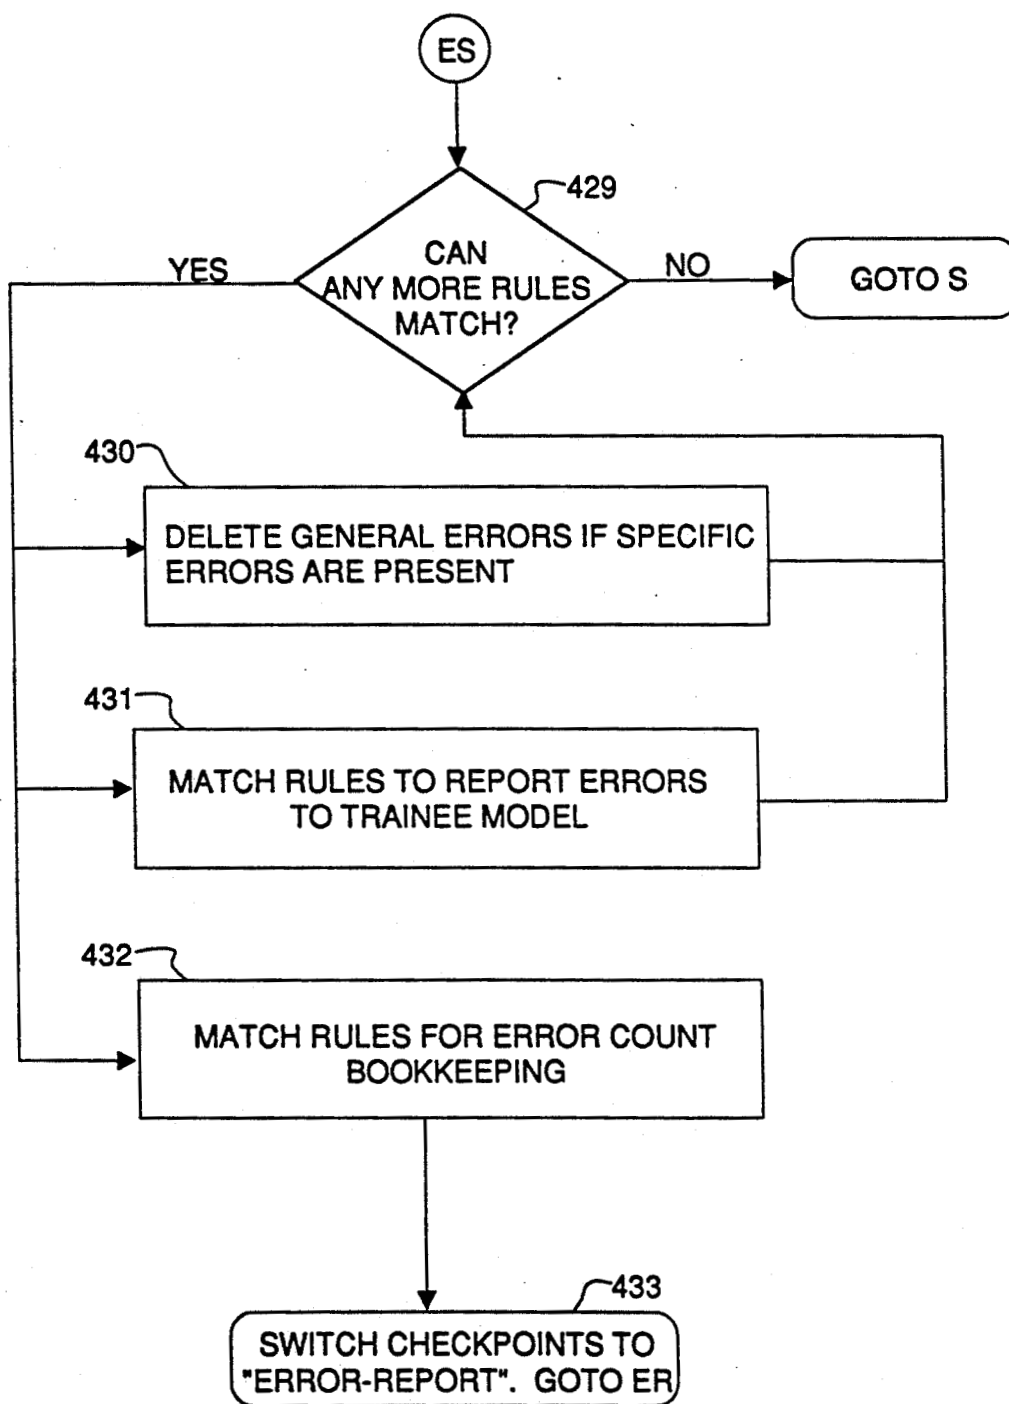 ES
429
CAN
ANY MORE RULES
MATCH?
YES
NO
GOTO S
430
DELETE GENERAL ERRORS IF SPECIFIC
ERRORS ARE PRESENT
431
MATCH RULES TO REPORT ERRORS
TO TRAINEE MODEL
432
MATCH RULES FOR ERROR COUNT
BOOKKEEPING
433
SWITCH CHECKPOINTS TO
"ERROR-REPORT". GOTO ER